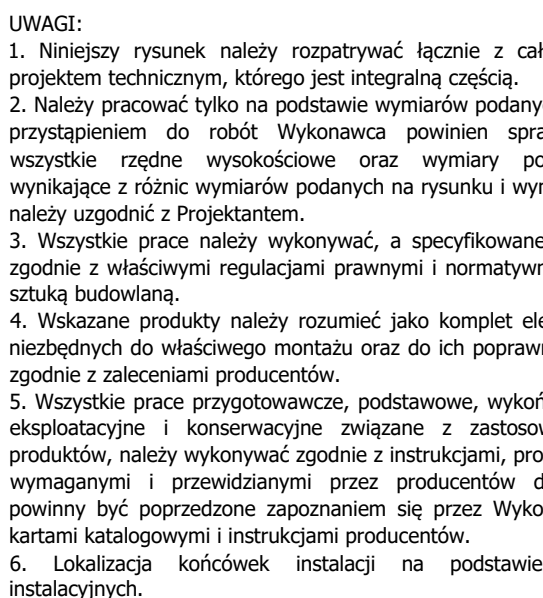 UWAGI:
1. Niniejszy rysunek należy rozpatrywać łącznie z cał
projektem technicznym, którego jest integralną częścią.
2. Należy pracować tylko na podstawie wymiarów podany
przystąpieniem do robót Wykonawca powinien spra
wszystkie rzędne wysokościowe oraz wymiary po
wynikające z różnic wymiarów podanych na rysunku i wyr
należy uzgodnić z Projektantem.
3. Wszystkie prace należy wykonywać, a specyfikowane
zgodnie z właściwymi regulacjami prawnymi i normatywn
sztuką budowlaną.
4. Wskazane produkty należy rozumieć jako komplet ele
niezbędnych do właściwego montażu oraz do ich poprawn
zgodnie z zaleceniami producentów.
5. Wszystkie prace przygotowawcze, podstawowe, wykoń
eksploatacyjne i konserwacyjne związane z zastosow
produktów, należy wykonywać zgodnie z instrukcjami, pro
wymaganymi i przewidzianymi przez producentów d
powinny być poprzedzone zapoznaniem się przez Wyko
kartami katalogowymi i instrukcjami producentów.
6. Lokalizacja końcówek instalacji na podstawie
instalacyjnych.